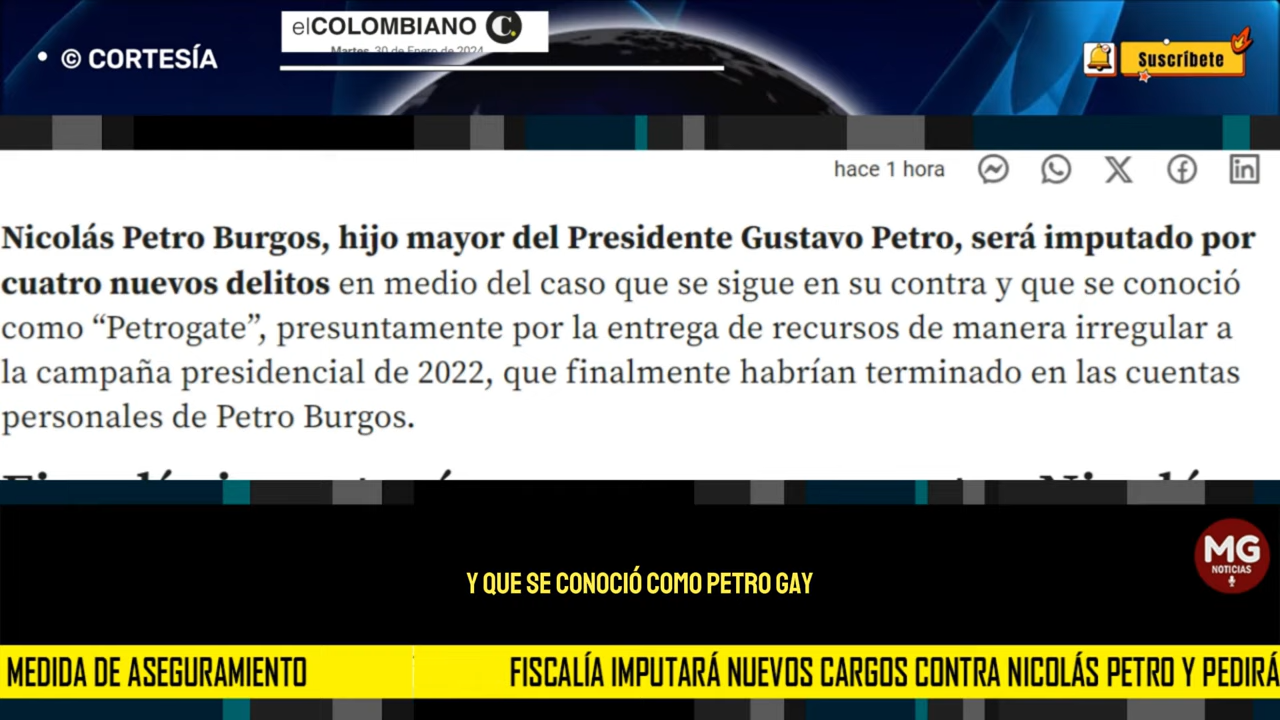 elCOLOMBIANO C.
Martes, 30 de Enero de 2024
• © CORTESÍA
Suscríbete
hace 1 hora
Nicolás Petro Burgos, hijo mayor del Presidente Gustavo Petro, será imputado por
cuatro nuevos delitos en medio del caso que se sigue en su contra y que se conoció
como “Petrogate”, presuntamente por la entrega de recursos de manera irregular a
la campaña presidencial de 2022, que finalmente habrían terminado en las cuentas
personales de Petro Burgos.
MG
NOTICIAS
Y QUE SE CONOCIÓ COMO PETRO GAY
MEDIDA DE ASEGURAMIENTO FISCALÍA IMPUTARÁ NUEVOS CARGOS CONTRA NICOLÁS PETRO Y PEDIRÁ